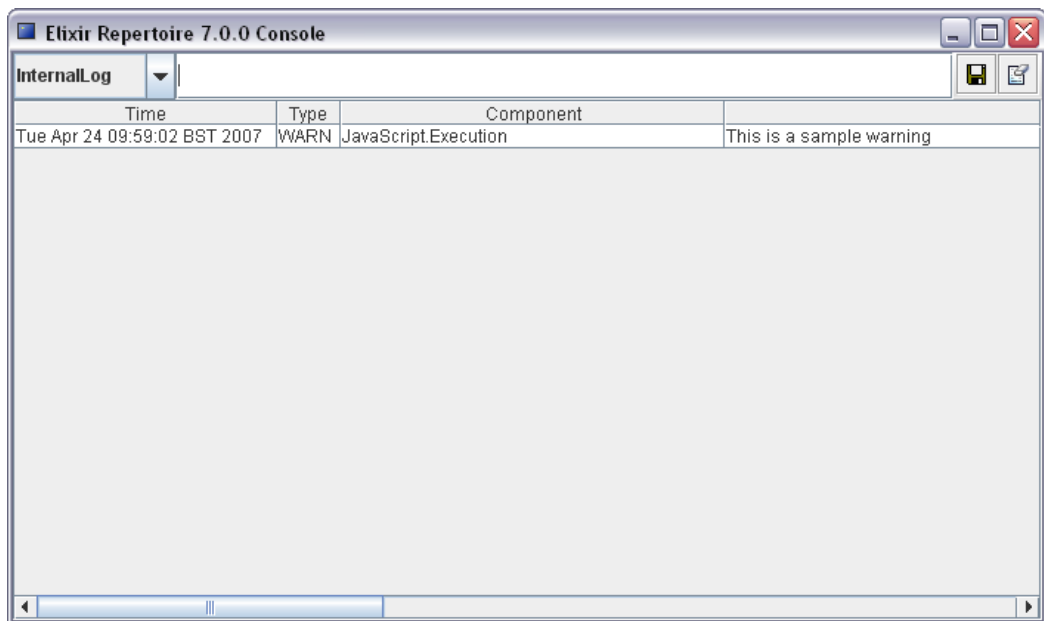 Elixir Repertoire 7.0.0 Console
InternalLog
Time Type Component
Tue Apr 24 09:59:02 BST 2007 WARN JavaScript.Execution This is a sample warning